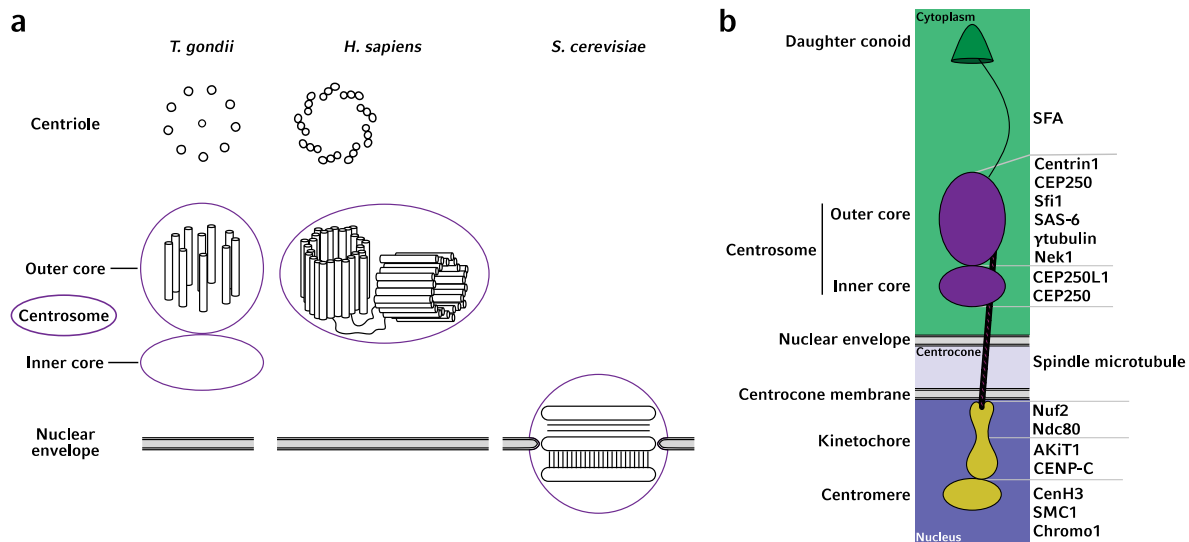 a
T. gondii
H. sapiens
S. cerevisiae
Centriole
Outer core
Centrosome
Inner core
Nuclear
envelope
b
Cytoplasm
Daughter conoid
SFA
Centrin1
CEP250
Sfi1
SAS-6
γtubulin
Nek1
Outer core
Centrosome
Inner core
CEP250L1
CEP250
Nuclear envelope
Centrocone
Spindle microtubule
Centrocone membrane
Nuf2
Ndc80
Kinetochore
AKiT1
CENP-C
Centromere
CenH3
SMC1
Chromo1
Nucleus